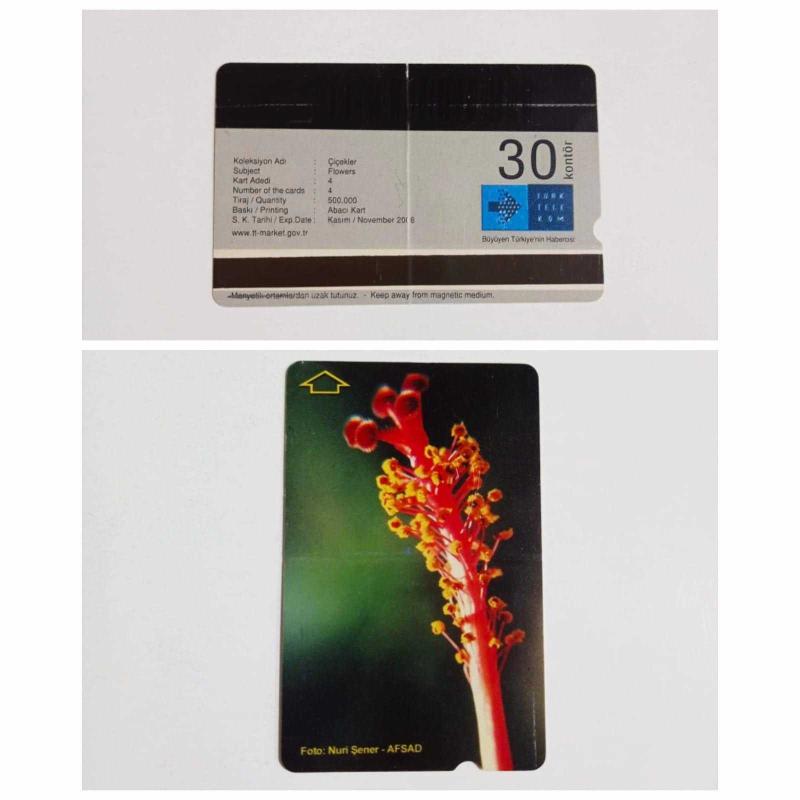 Koleksiyon Adı : Çiçekler
Subject : Flowers
Kart Adedi : 4
Number of the cards : 4
Tiraj / Quantity : 500.000
Baskı / Printing : Abacı Kart
S. K. Tarihi / Exp.Date : Kasım / November 2006
www.tt-market.gov.tr
30 kontör
TÜRK
TELE-
KOM
Büyüyen Türkiye'nin Habercisi
Manyetik ortamlardan uzak tutunuz. - Keep away from magnetic medium.
Foto: Nuri Şener - AFSAD